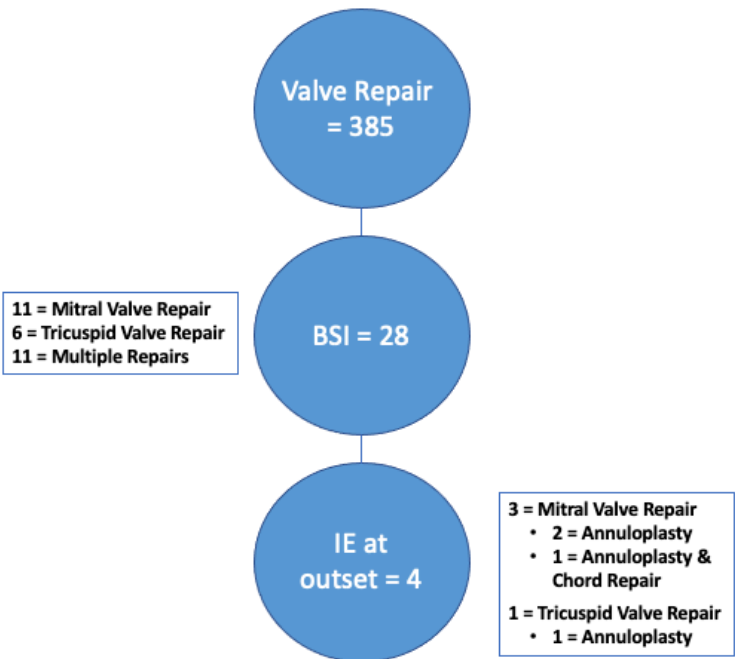 Valve Repair
= 385
11 = Mitral Valve Repair
6 = Tricuspid Valve Repair
11 = Multiple Repairs
BSI = 28
IE at
outset = 4
3 = Mitral Valve Repair
• 2 = Annuloplasty
• 1 = Annuloplasty &
Chord Repair
1 = Tricuspid Valve Repair
• 1 = Annuloplasty